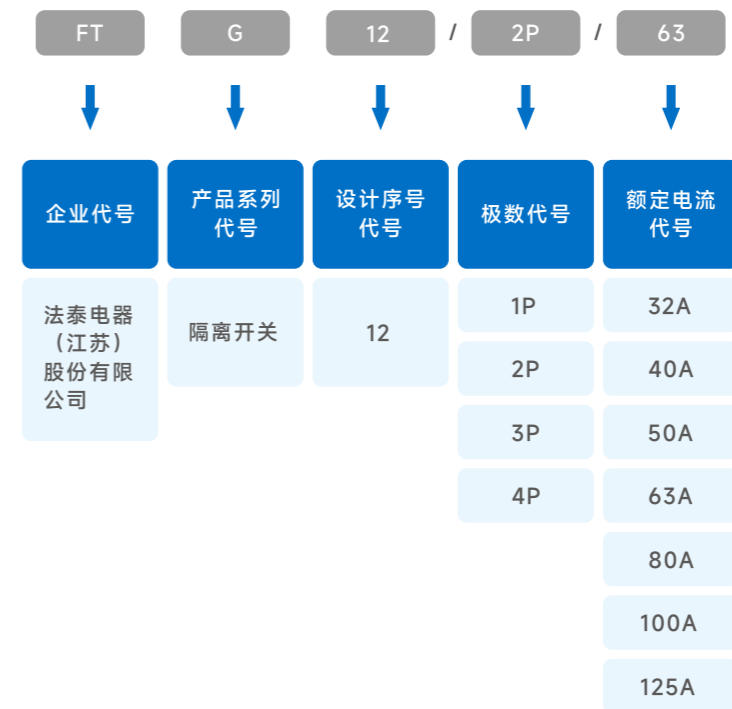 FT G 12 / 2P / 63
企业代号
产品系列
代号
设计序号
代号
极数代号
额定电流
代号
法泰电器
（江苏）
股份有限
公司
隔离开关
12
1P
2P
3P
4P
32A
40A
50A
63A
80A
100A
125A